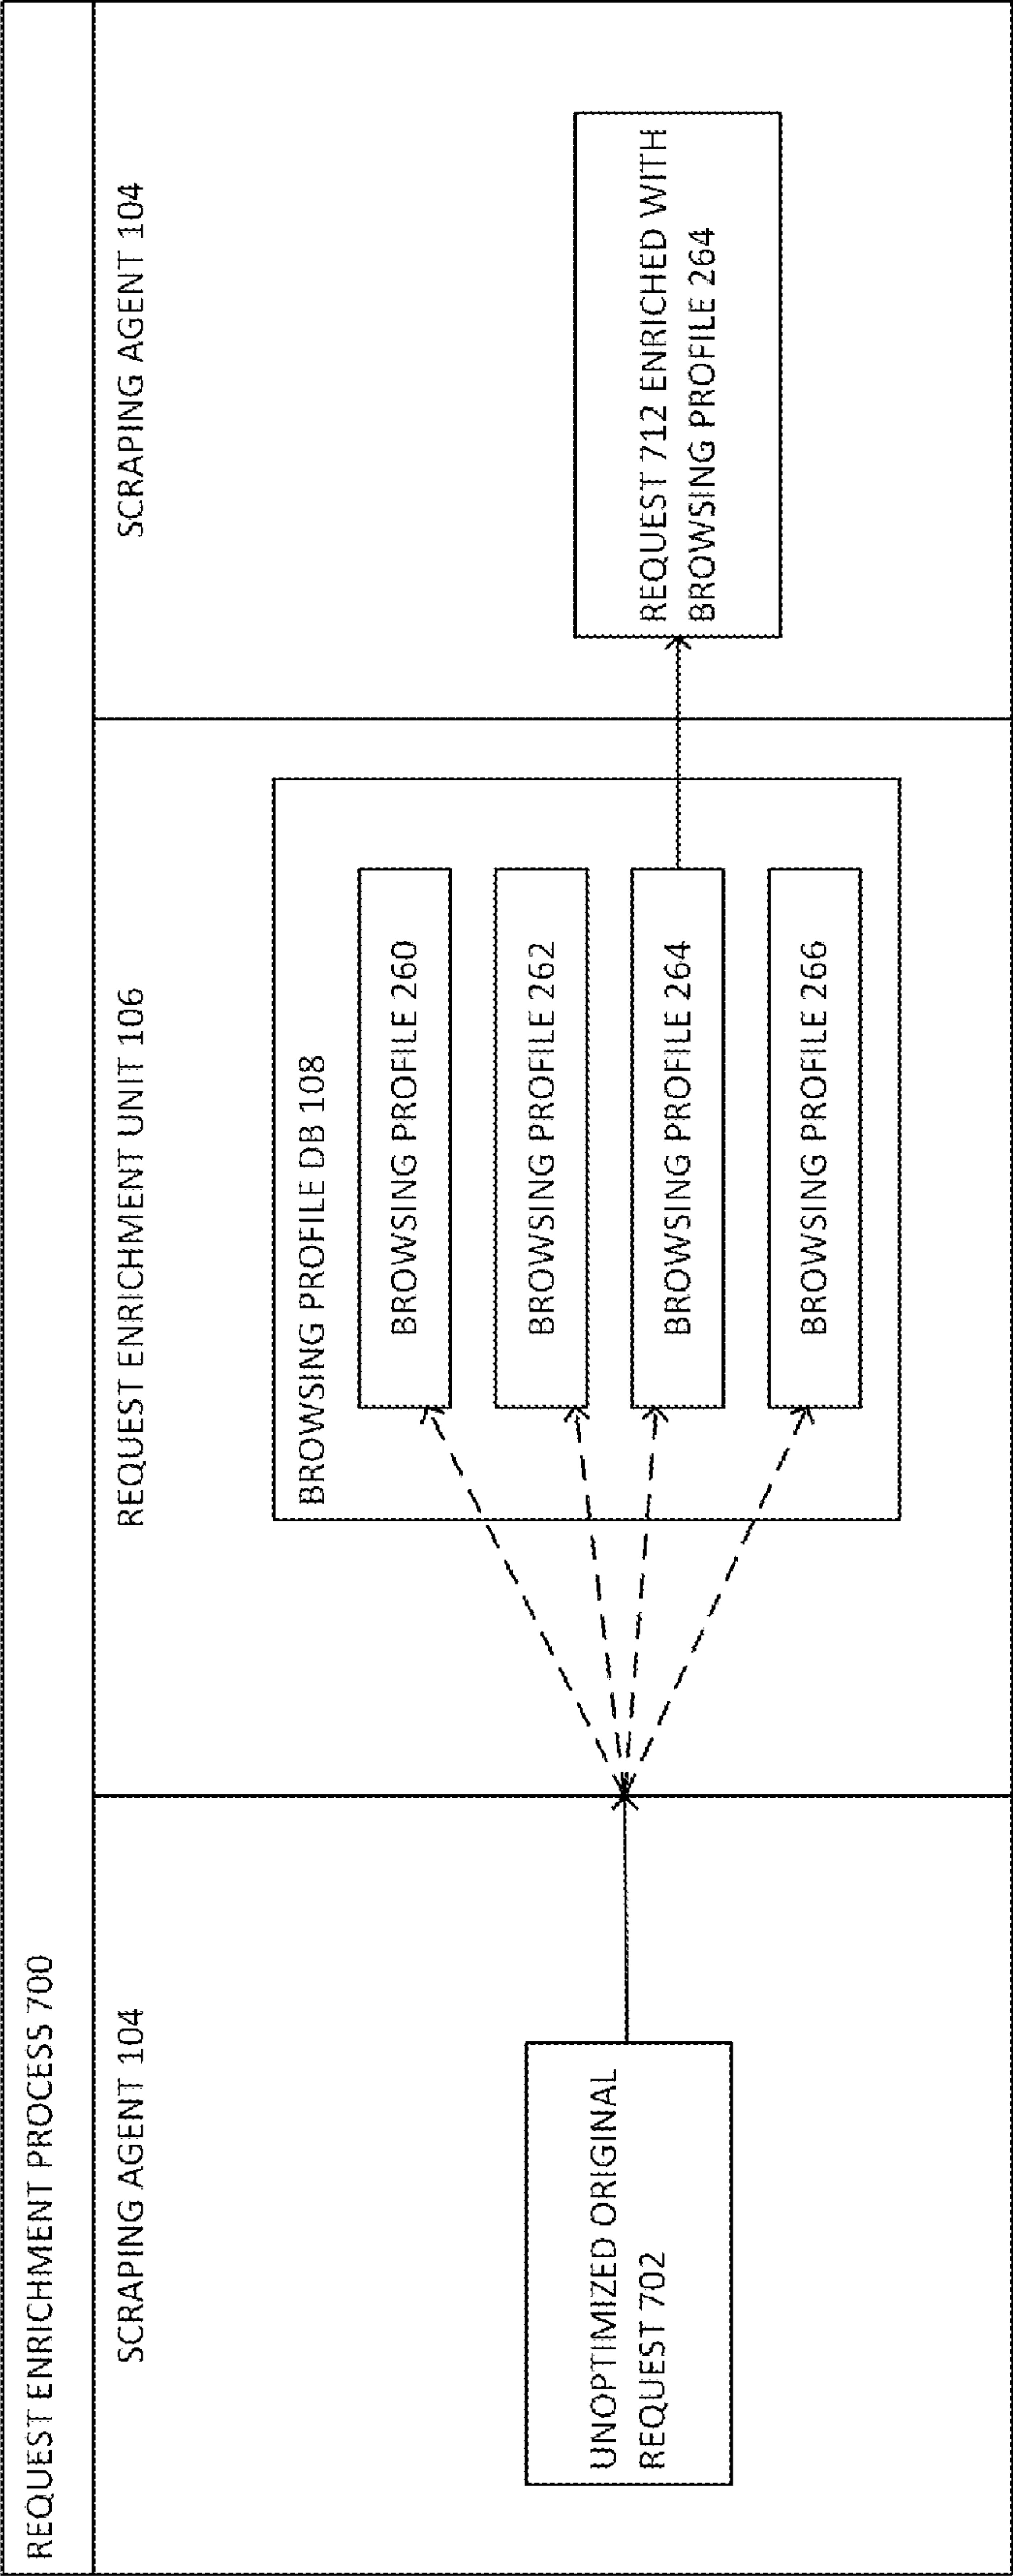 REQUEST ENRICHMENT PROCESS 700
SCRAPING AGENT 104
UNOPTIMIZED ORIGINAL
REQUEST 702
REQUEST ENRICHMENT UNIT 106
BROWSING PROFILE DB 108
BROWSING PROFILE 260
BROWSING PROFILE 262
BROWSING PROFILE 264
BROWSING PROFILE 266
SCRAPING AGENT 104
REQUEST 712 ENRICHED WITH
BROWSING PROFILE 264